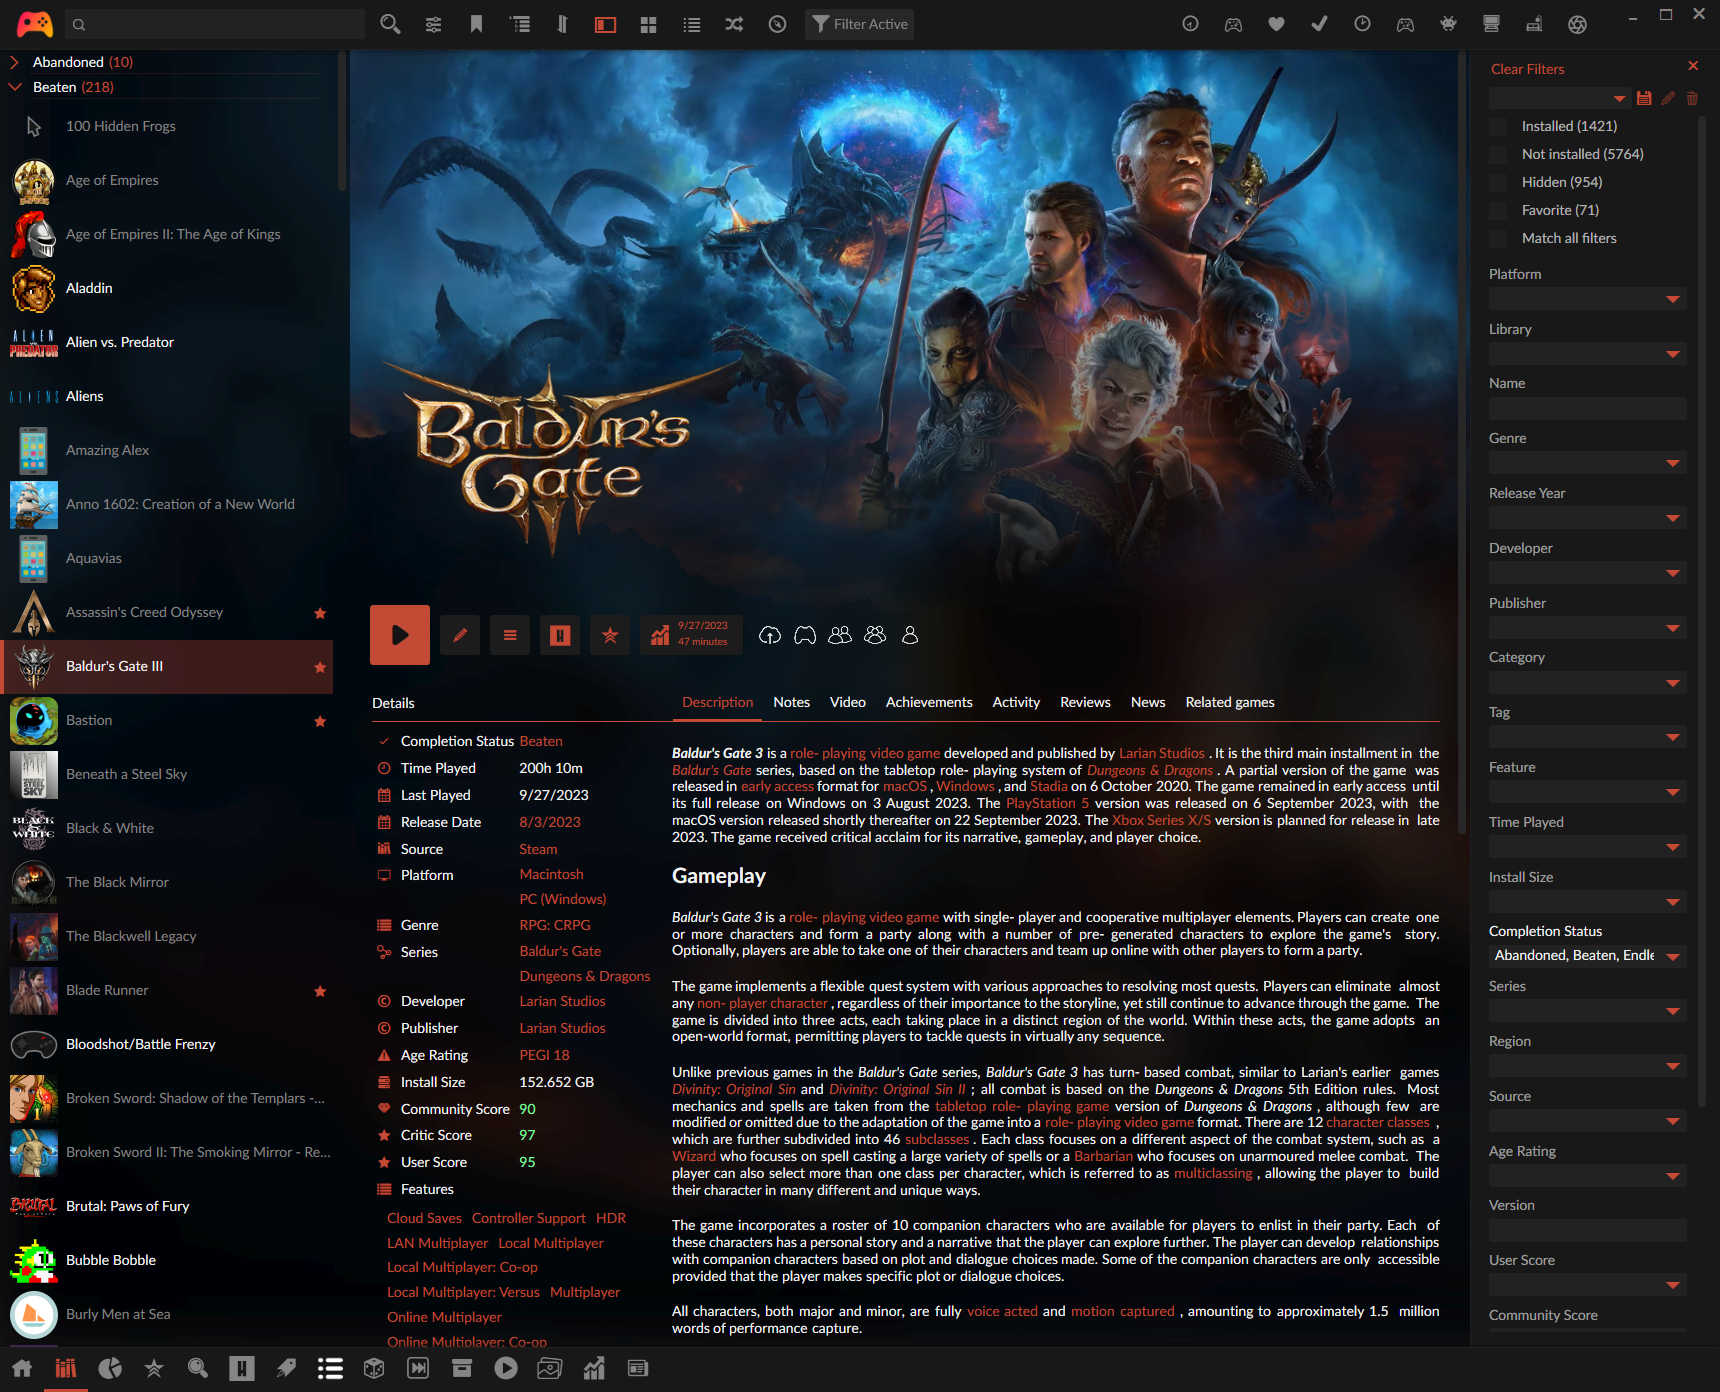 Filter Active
Abandoned (10)
Beaten (218)
100 Hidden Frogs
Age of Empires
Age of Empires II: The Age of Kings
Aladdin
ALIEN
PREDATOR
Alien vs. Predator
ALIENS
Aliens
Amazing Alex
Anno 1602: Creation of a New World
Aquavias
Assassin's Creed Odyssey
Baldur's Gate III
Bastion
SKY
Beneath a Steel Sky
BLACK &
WHITE
Black & White
The Black Mirror
The Blackwell Legacy
Blade Runner
Bloodshot/Battle Frenzy
Broken Sword: Shadow of the Templars -...
Broken Sword II: The Smoking Mirror - Re...
BRUTAL
Brutal: Paws of Fury
Bubble Bobble
Burly Men at Sea
BALDUR'S
GATE
9/27/2023
47 minutes
Details
Completion Status Beaten
Time Played 200h 10m
Last Played 9/27/2023
Release Date 8/3/2023
Source Steam
Platform Macintosh
PC (Windows)
Genre RPG: CRPG
Series Baldur's Gate
Dungeons & Dragons
Developer Larian Studios
Publisher Larian Studios
Age Rating PEGI 18
Install Size 152.652 GB
Community Score 90
Critic Score 97
User Score 95
Features
Cloud Saves Controller Support HDR
LAN Multiplayer Local Multiplayer
Local Multiplayer: Co-op
Local Multiplayer: Versus Multiplayer
Online Multiplayer
Online Multiplayer: Co-op
Description Notes Video Achievements Activity Reviews News Related games
Baldur's Gate 3 is a role- playing video game developed and published by Larian Studios . It is the third main installment in the
Baldur's Gate series, based on the tabletop role- playing system of Dungeons & Dragons . A partial version of the game was
released in early access format for macOS , Windows , and Stadia on 6 October 2020. The game remained in early access until
its full release on Windows on 3 August 2023. The PlayStation 5 version was released on 6 September 2023, with the
macOS version released shortly thereafter on 22 September 2023. The Xbox Series X/S version is planned for release in late
2023. The game received critical acclaim for its narrative, gameplay, and player choice.
Gameplay
Baldur's Gate 3 is a role- playing video game with single- player and cooperative multiplayer elements. Players can create one
or more characters and form a party along with a number of pre- generated characters to explore the game's story.
Optionally, players are able to take one of their characters and team up online with other players to form a party.
The game implements a flexible quest system with various approaches to resolving most quests. Players can eliminate almost
any non- player character , regardless of their importance to the storyline, yet still continue to advance through the game. The
game is divided into three acts, each taking place in a distinct region of the world. Within these acts, the game adopts an
open-world format, permitting players to tackle quests in virtually any sequence.
Unlike previous games in the Baldur's Gate series, Baldur's Gate 3 has turn- based combat, similar to Larian's earlier games
Divinity: Original Sin and Divinity: Original Sin II ; all combat is based on the Dungeons & Dragons 5th Edition rules. Most
mechanics and spells are taken from the tabletop role- playing game version of Dungeons & Dragons , although few are
modified or omitted due to the adaptation of the game into a role- playing video game format. There are 12 character classes ,
which are further subdivided into 46 subclasses . Each class focuses on a different aspect of the combat system, such as a
Wizard who focuses on spell casting a large variety of spells or a Barbarian who focuses on unarmoured melee combat. The
player can also select more than one class per character, which is referred to as multiclassing , allowing the player to build
their character in many different and unique ways.
The game incorporates a roster of 10 companion characters who are available for players to enlist in their party. Each of
these characters has a personal story and a narrative that the player can explore further. The player can develop relationships
with companion characters based on plot and dialogue choices made. Some of the companion characters are only accessible
provided that the player makes specific plot or dialogue choices.
All characters, both major and minor, are fully voice acted and motion captured , amounting to approximately 1.5 million
words of performance capture.
Clear Filters
Installed (1421)
Not installed (5764)
Hidden (954)
Favorite (71)
Match all filters
Platform
Library
Name
Genre
Release Year
Developer
Publisher
Category
Tag
Feature
Time Played
Install Size
Completion Status
Abandoned, Beaten, Endle
Series
Region
Source
Age Rating
Version
User Score
Community Score